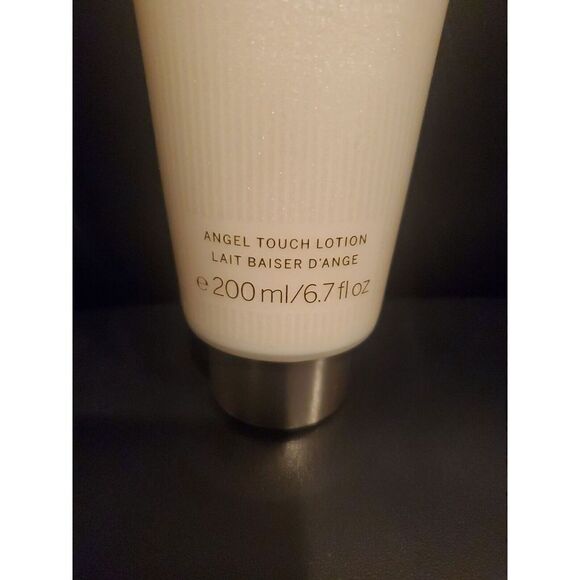 ANGEL TOUCH LOTION
LAIT BAISER D'ANGE
℮ 200 ml/6.7 fl oz